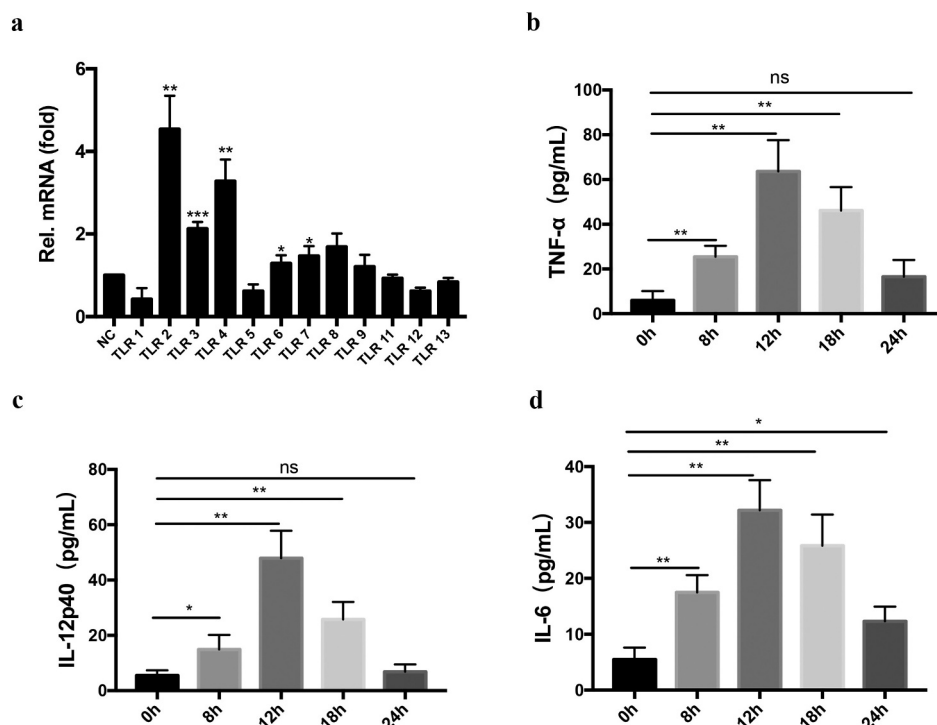 a
Rel. mRNA (fold)
6
4
2
0
**
***
**
*
*
NC
TLR 1
TLR 2
TLR 3
TLR 4
TLR 5
TLR 6
TLR 7
TLR 8
TLR 9
TLR 11
TLR 12
TLR 13
b
TNF-α (pg/mL)
100
80
60
40
20
0
ns
**
**
**
0h
8h
12h
18h
24h
c
IL-12p40 (pg/mL)
80
60
40
20
0
ns
**
**
*
0h
8h
12h
18h
24h
d
IL-6 (pg/mL)
40
30
20
10
0
*
**
**
**
0h
8h
12h
18h
24h